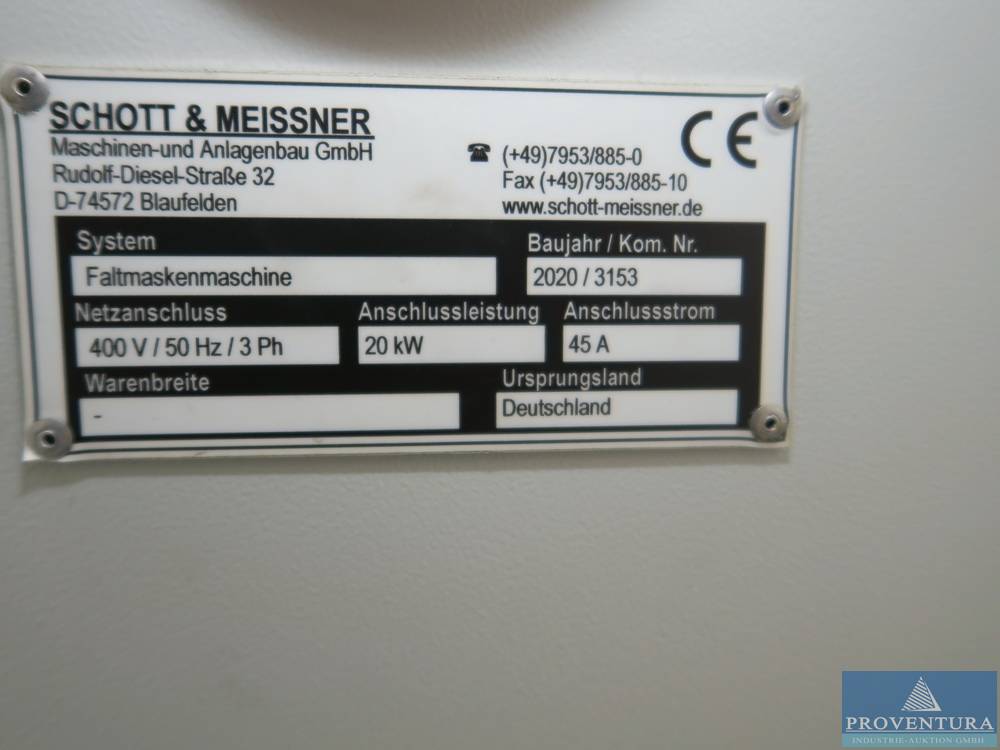 SCHOTT & MEISSNER
Maschinen-und Anlagenbau GmbH
Rudolf-Diesel-Straße 32
D-74572 Blaufelden
(+49)7953/885-0
Fax (+49)7953/885-10
www.schott-meissner.de
CE
System
Faltmaskenmaschine
Baujahr / Kom. Nr.
2020 / 3153
Netzanschluss
400 V / 50 Hz / 3 Ph
Anschlussleistung
20 kW
Anschlussstrom
45 A
Warenbreite
-
Ursprungsland
Deutschland
PROVENTURA
INDUSTRIE-AUKTION GMBH